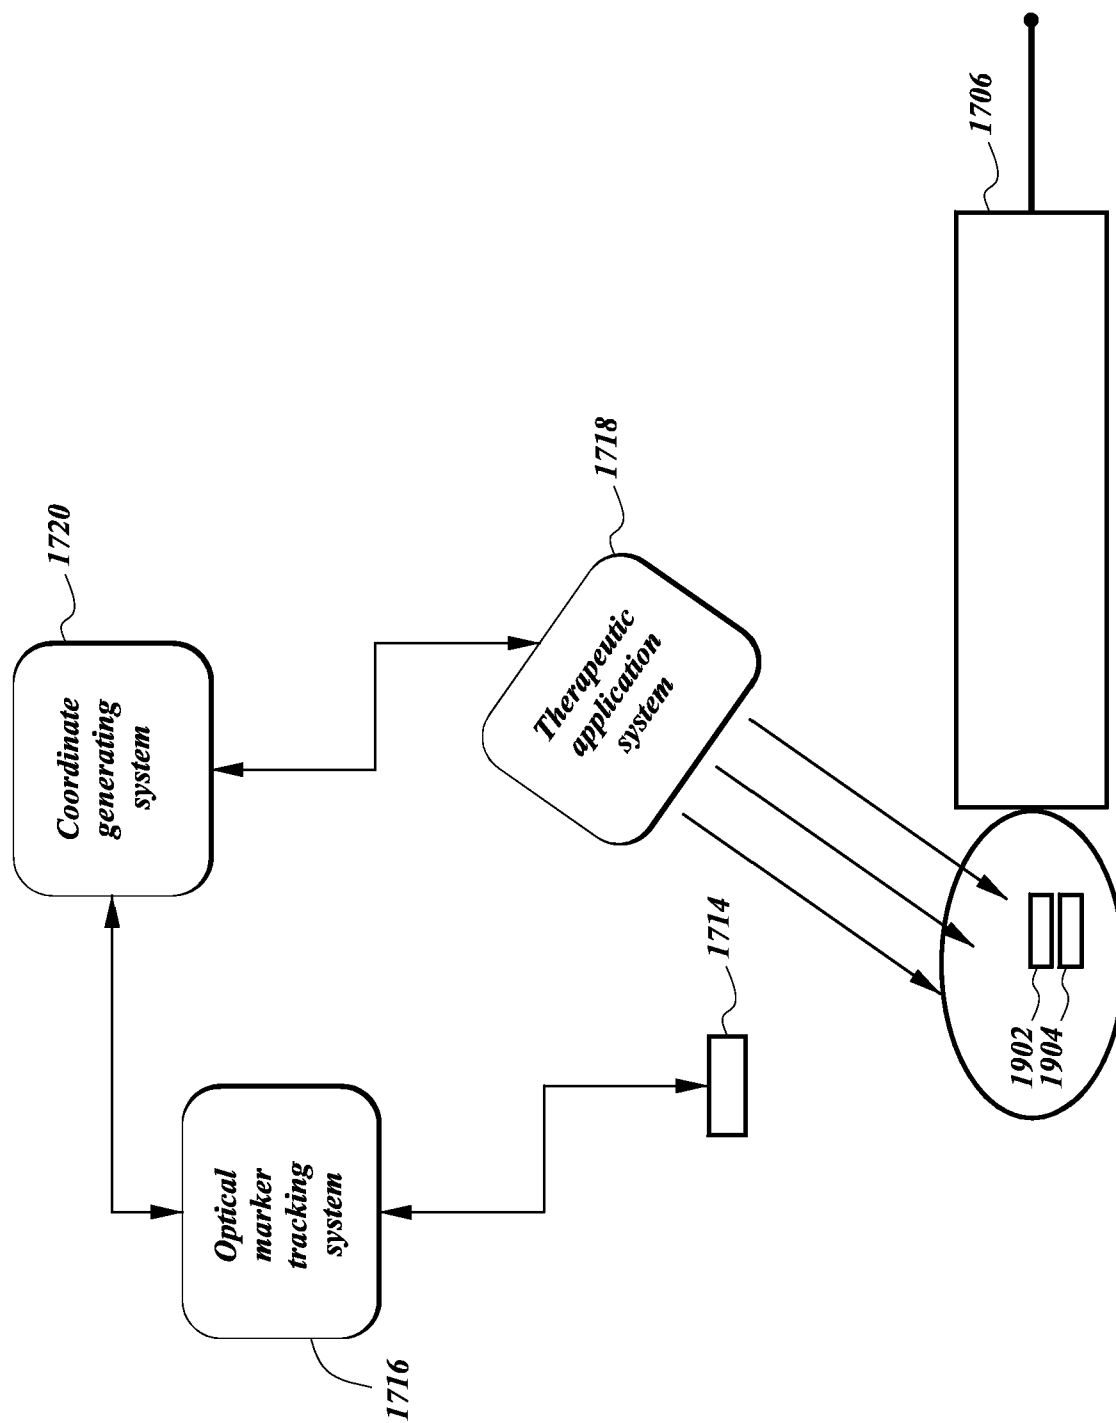 1720
Coordinate
generating
system
1716
Optical
marker
tracking
system
1718
Therapeutic
application
system
1714
1706
1902
1904